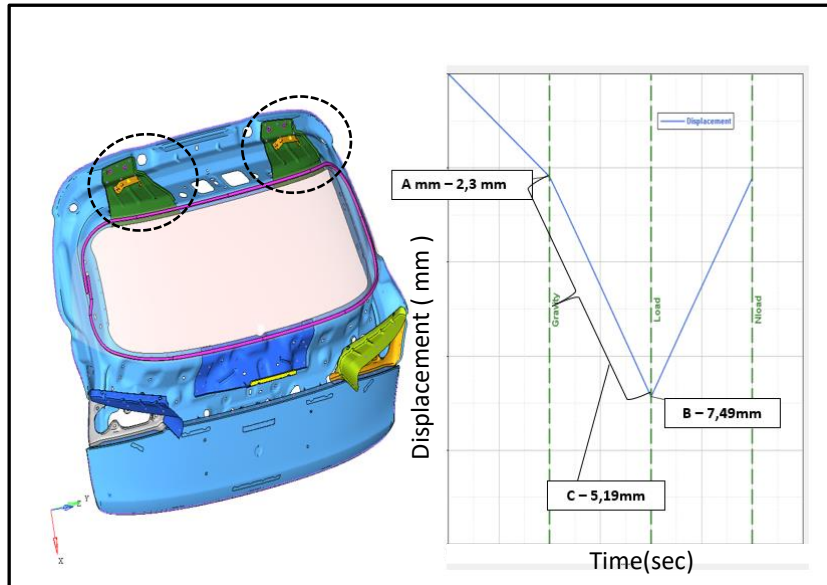 Displacement
A mm – 2,3 mm
Displacement ( mm )
Gravity
Load
Nload
B – 7,49mm
C – 5,19mm
Time(sec)
Y
X